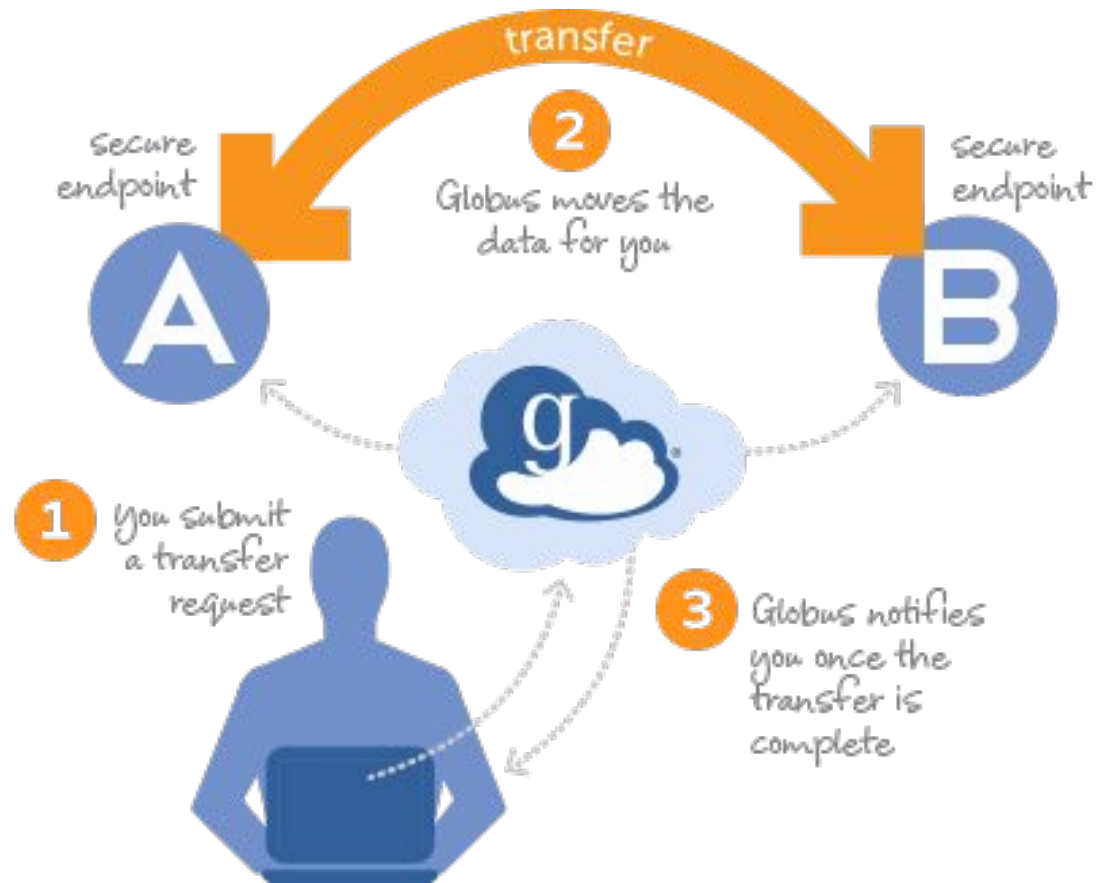 transfer
2
secure
endpoint
Globus moves the
data for you
secure
endpoint
A
B
g
1
you submit
a transfer
request
3
Globus notifies
you once the
transfer is
complete